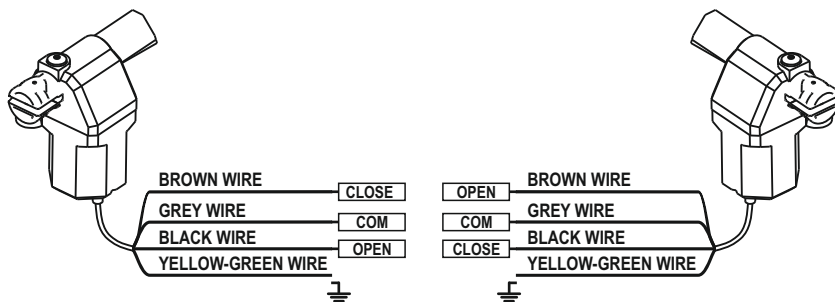 BROWN WIRE CLOSE
GREY WIRE COM
BLACK WIRE OPEN
YELLOW-GREEN WIRE
OPEN BROWN WIRE
COM GREY WIRE
CLOSE BLACK WIRE
YELLOW-GREEN WIRE